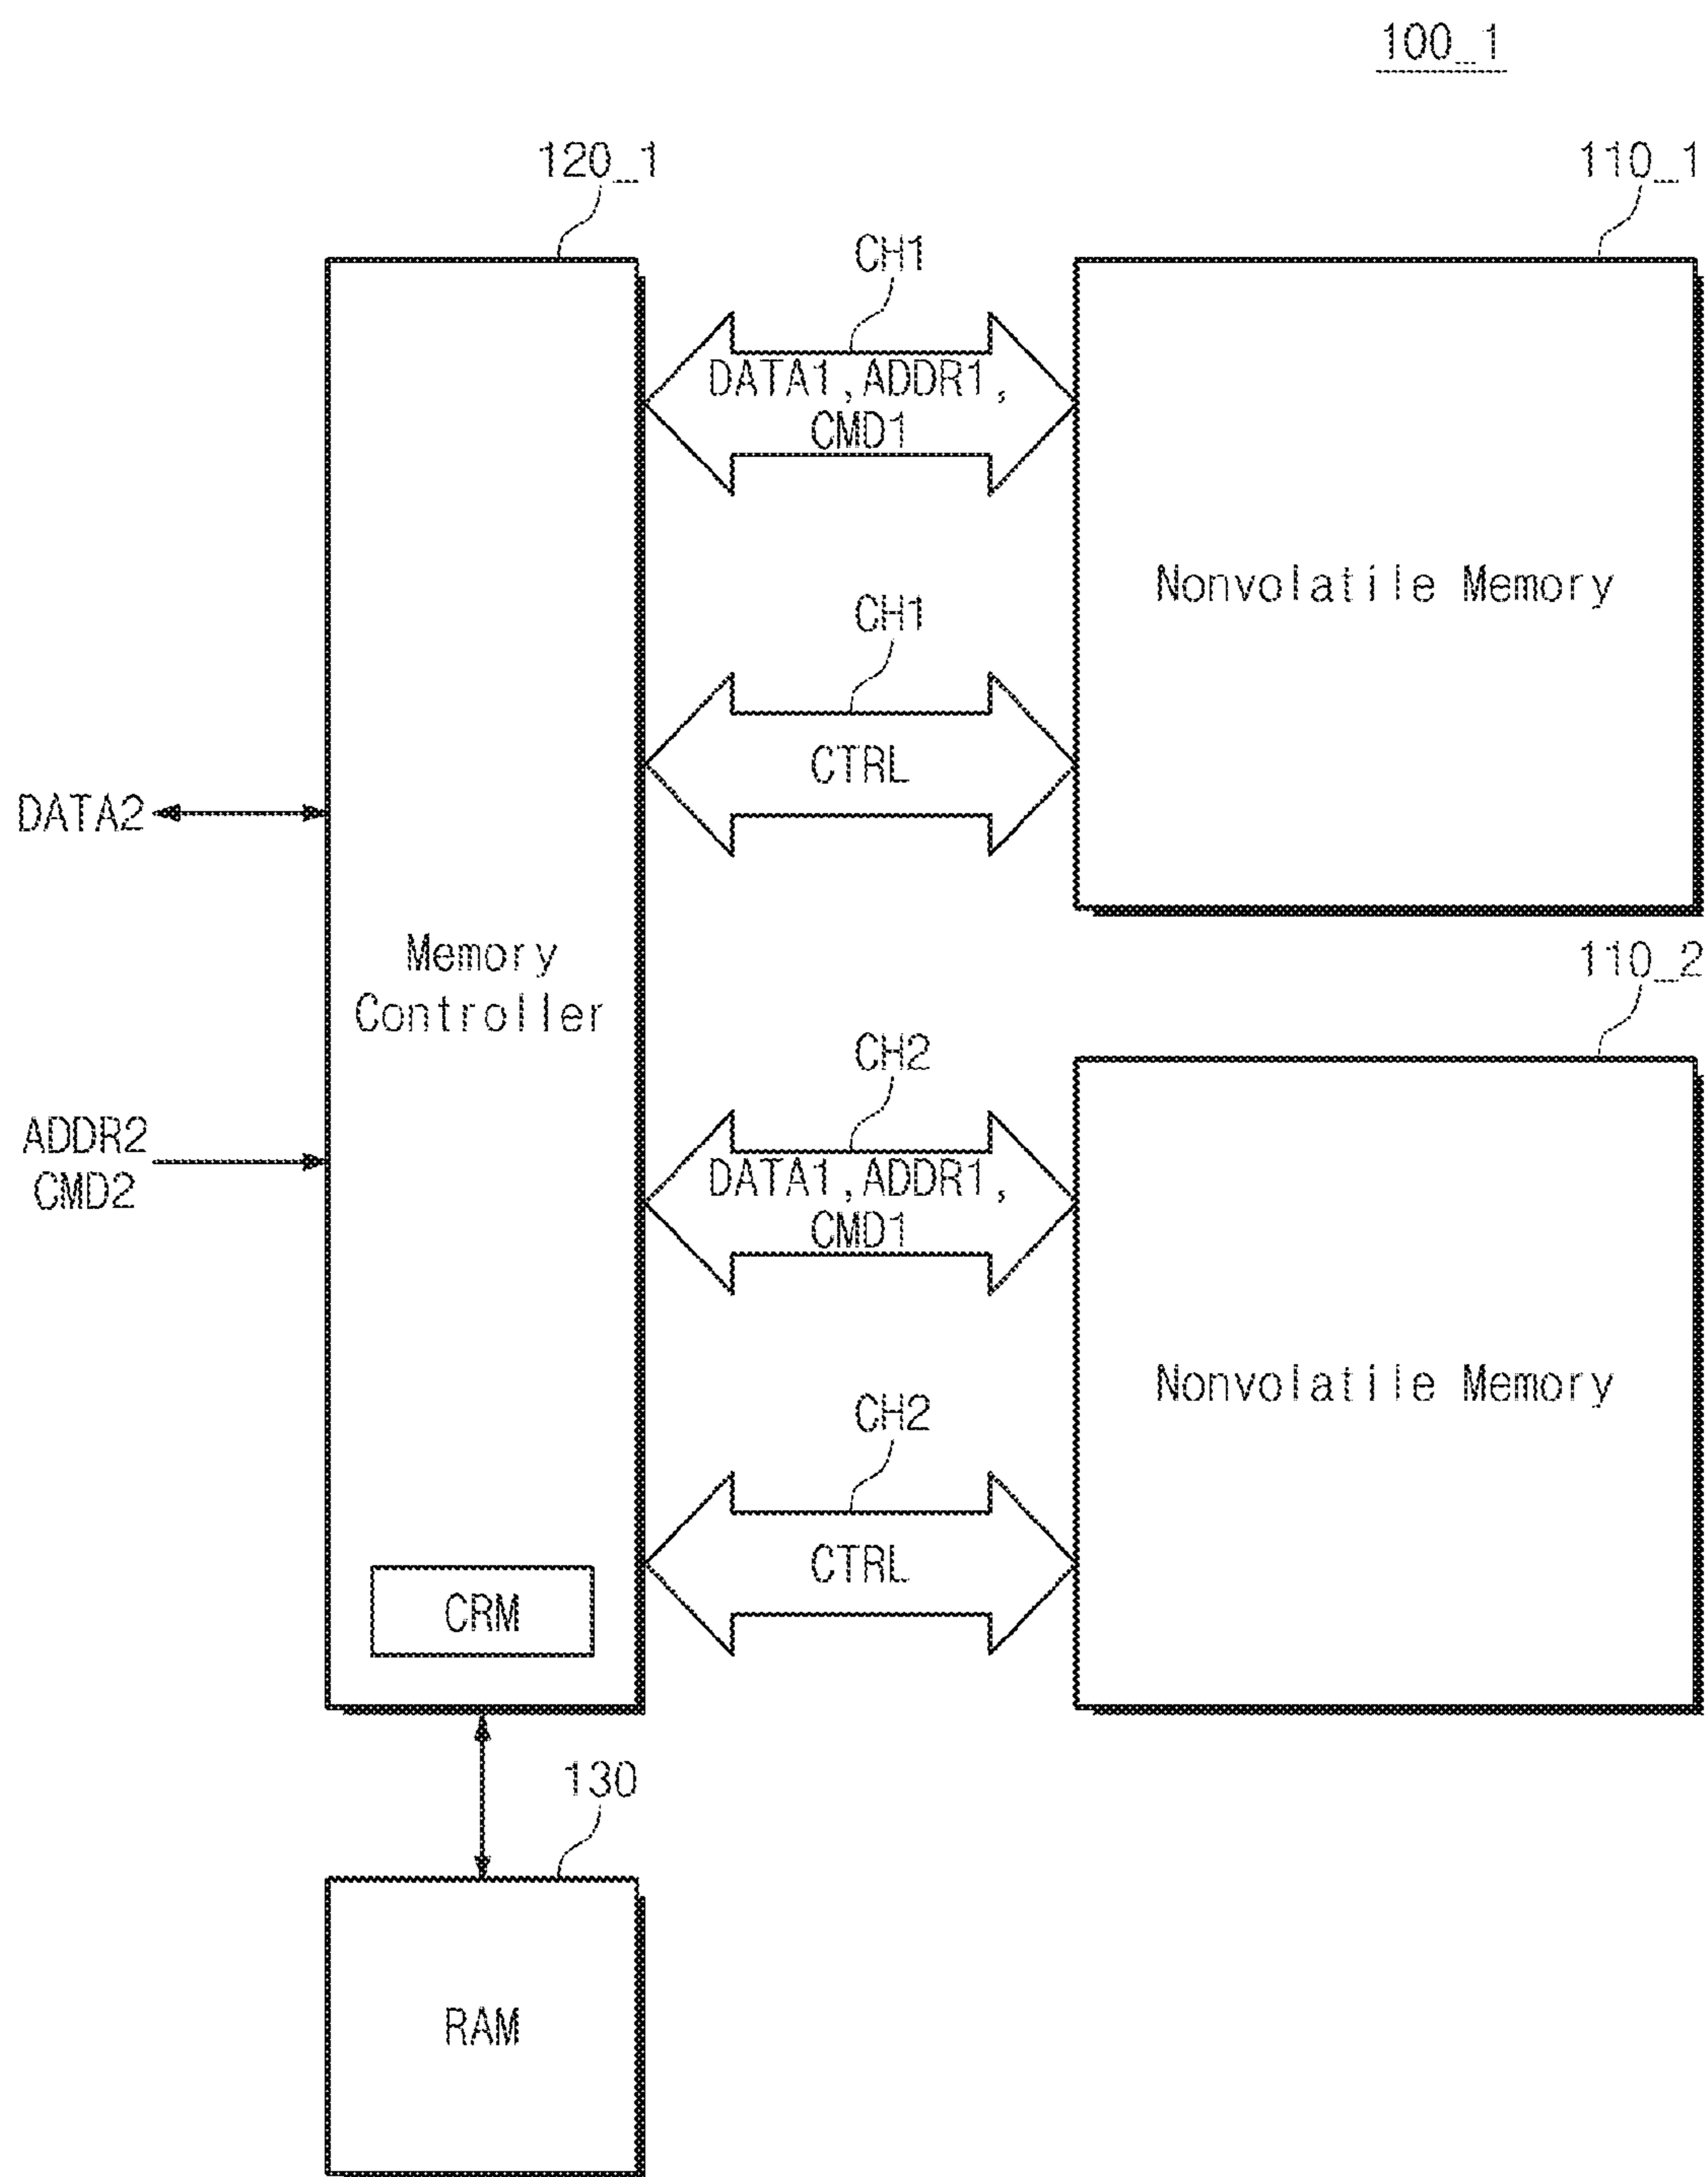 100_1
120_1
110_1
CH1
DATA1,ADDR1,
CMD1
Nonvolatile Memory
CH1
CTRL
DATA2
Memory
Controller
110_2
CH2
ADDR2
CMD2
DATA1,ADDR1,
CMD1
Nonvolatile Memory
CH2
CTRL
CRM
130
RAM